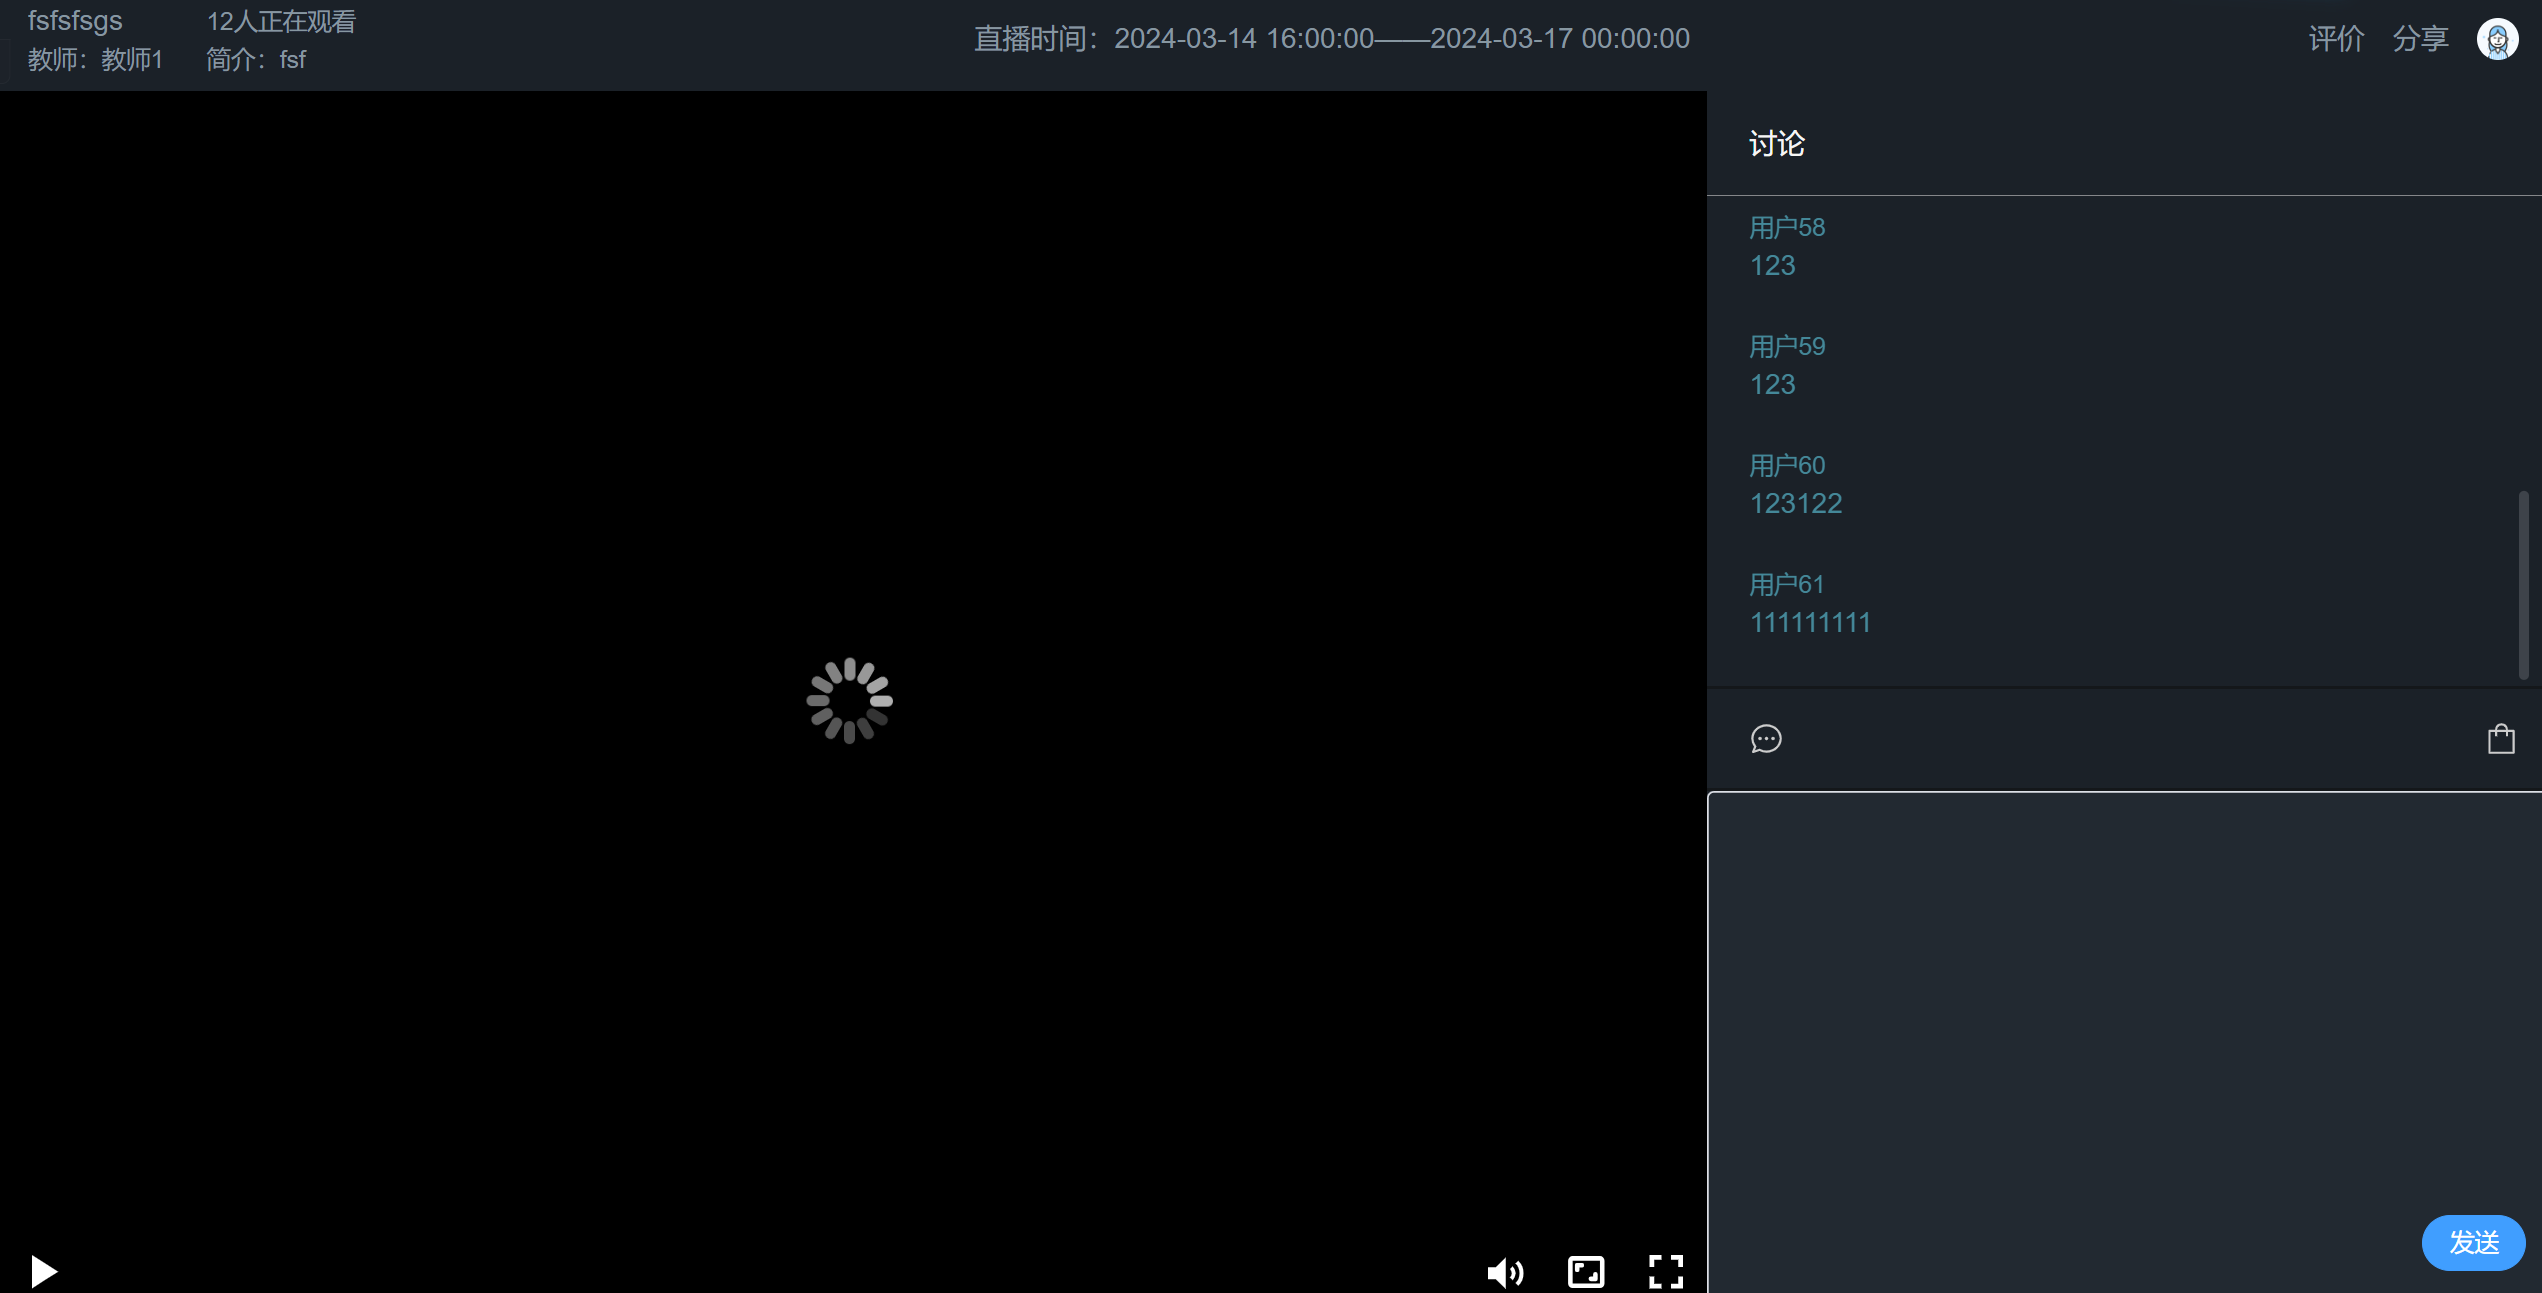 fsfsfsgs
12人正在观看
教师：教师1
简介：fsf
直播时间：2024-03-14 16:00:00——2024-03-17 00:00:00
评价
分享
讨论
用户58
123
用户59
123
用户60
123122
用户61
111111111
发送